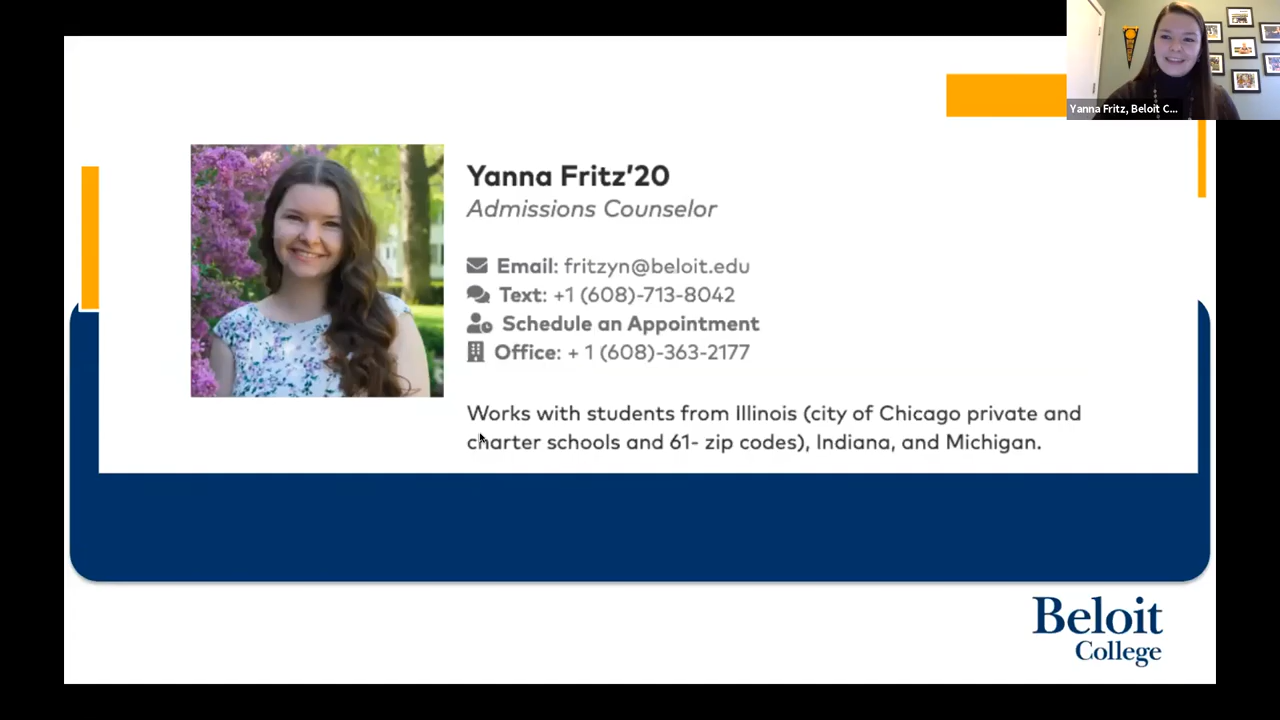 Yanna Fritz, Beloit C...
Yanna Fritz’20
Admissions Counselor
Email: fritzyn@beloit.edu
Text: +1 (608)-713-8042
Schedule an Appointment
Office: + 1 (608)-363-2177
Works with students from Illinois (city of Chicago private and
charter schools and 61- zip codes), Indiana, and Michigan.
Beloit
College